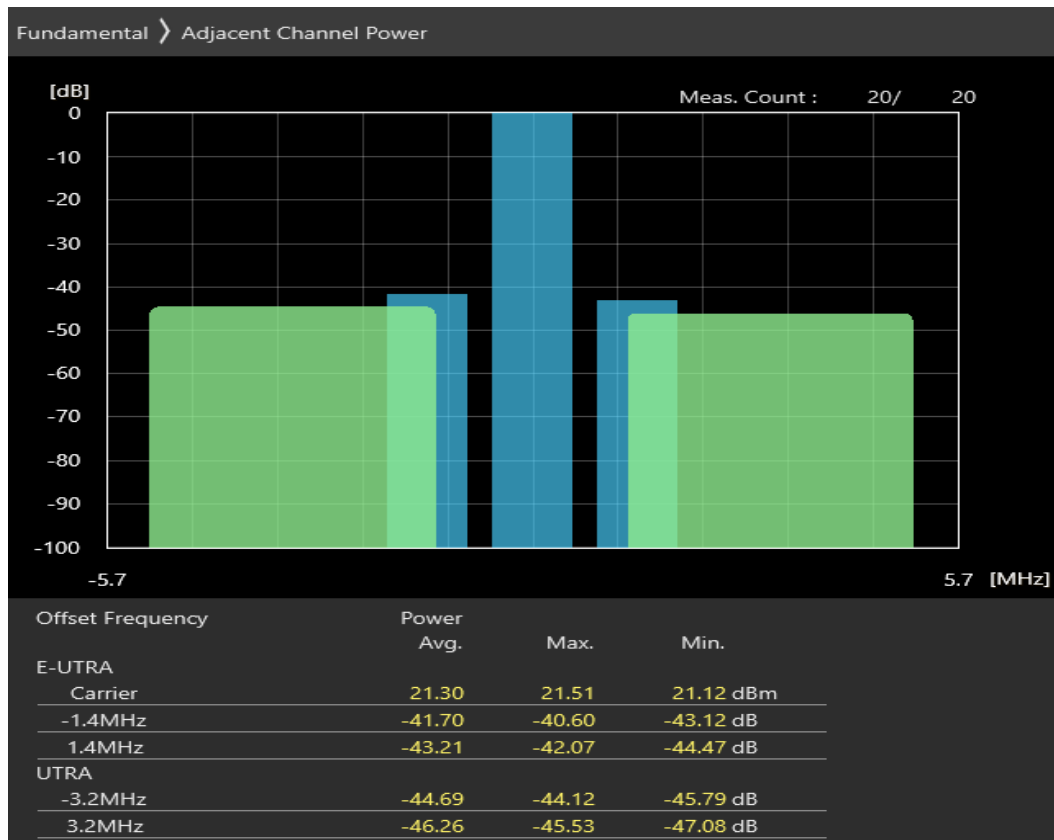 Fundamental 〉 Adjacent Channel Power
[dB]
Meas. Count : 20/ 20
0
-10
-20
-30
-40
-50
-60
-70
-80
-90
-100
-5.7 5.7 [MHz]
Offset Frequency Power
Avg. Max. Min.
E-UTRA
Carrier 21.30 21.51 21.12 dBm
-1.4MHz -41.70 -40.60 -43.12 dB
1.4MHz -43.21 -42.07 -44.47 dB
UTRA
-3.2MHz -44.69 -44.12 -45.79 dB
3.2MHz -46.26 -45.53 -47.08 dB